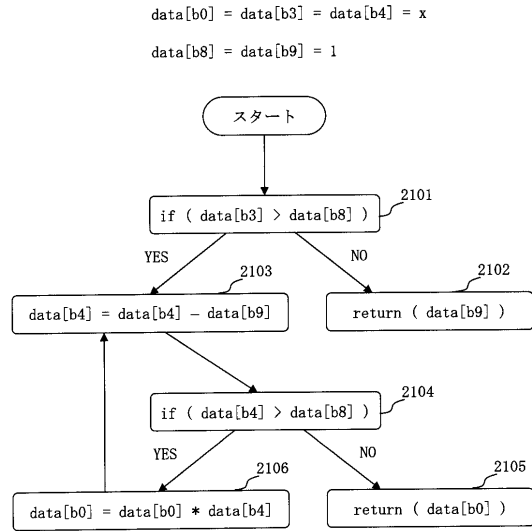 data[b0] = data[b3] = data[b4] = x
data[b8] = data[b9] = 1
スタート
2101
if ( data[b3] > data[b8] )
YES
NO
2103
2102
data[b4] = data[b4] － data[b9]
return ( data[b9] )
2104
if ( data[b4] > data[b8] )
YES
NO
2106
2105
data[b0] = data[b0] * data[b4]
return ( data[b0] )